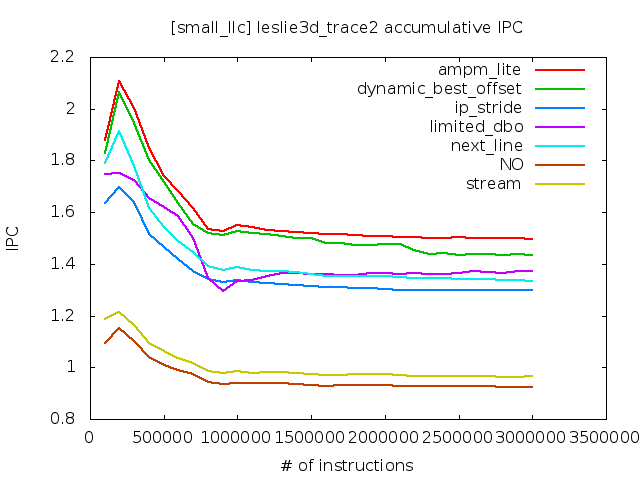 [small_llc] leslie3d_trace2 accumulative IPC
2.2
2
1.8
1.6
1.4
1.2
1
0.8
IPC
ampm_lite
dynamic_best_offset
ip_stride
limited_dbo
next_line
NO
stream
0 500000 1000000 1500000 2000000 2500000 3000000 3500000
# of instructions